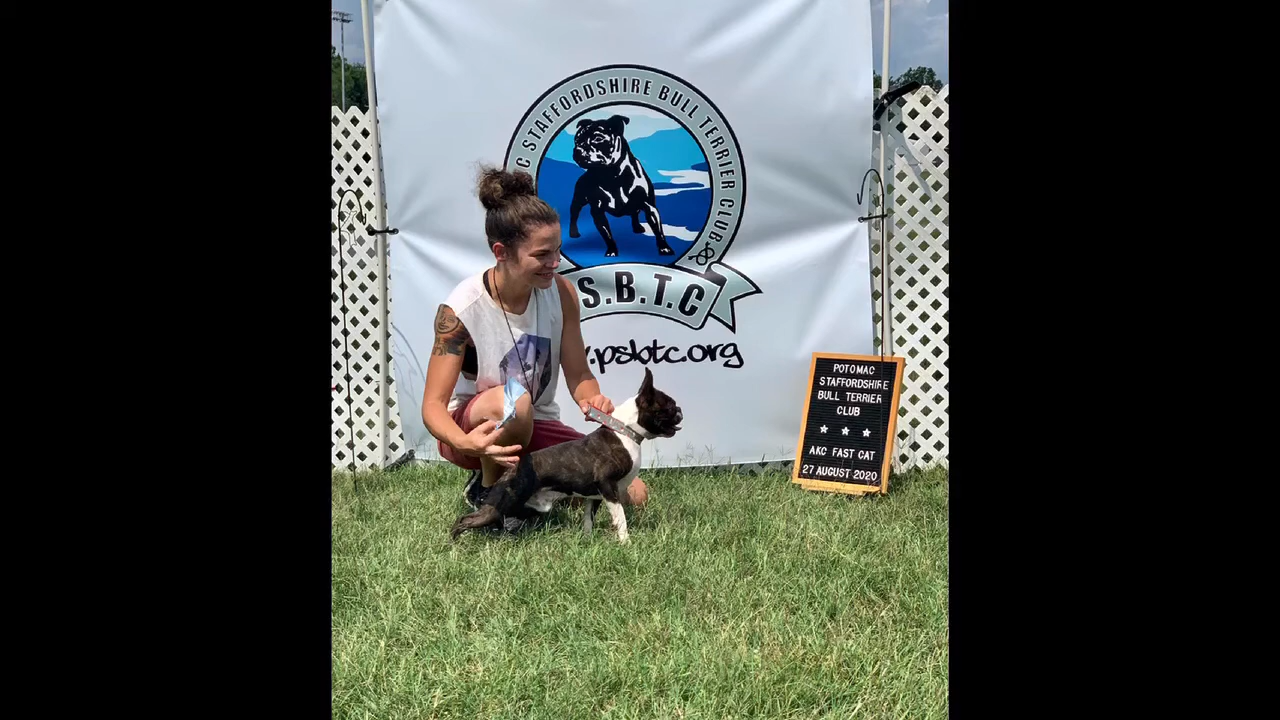 C STAFFORDSHIRE BULL TERRIER CLUB
S.B.T.C
.psbtc.org
POTOMAC
STAFFORDSHIRE
BULL TERRIER
CLUB
AKC FAST CAT
27 AUGUST 2020